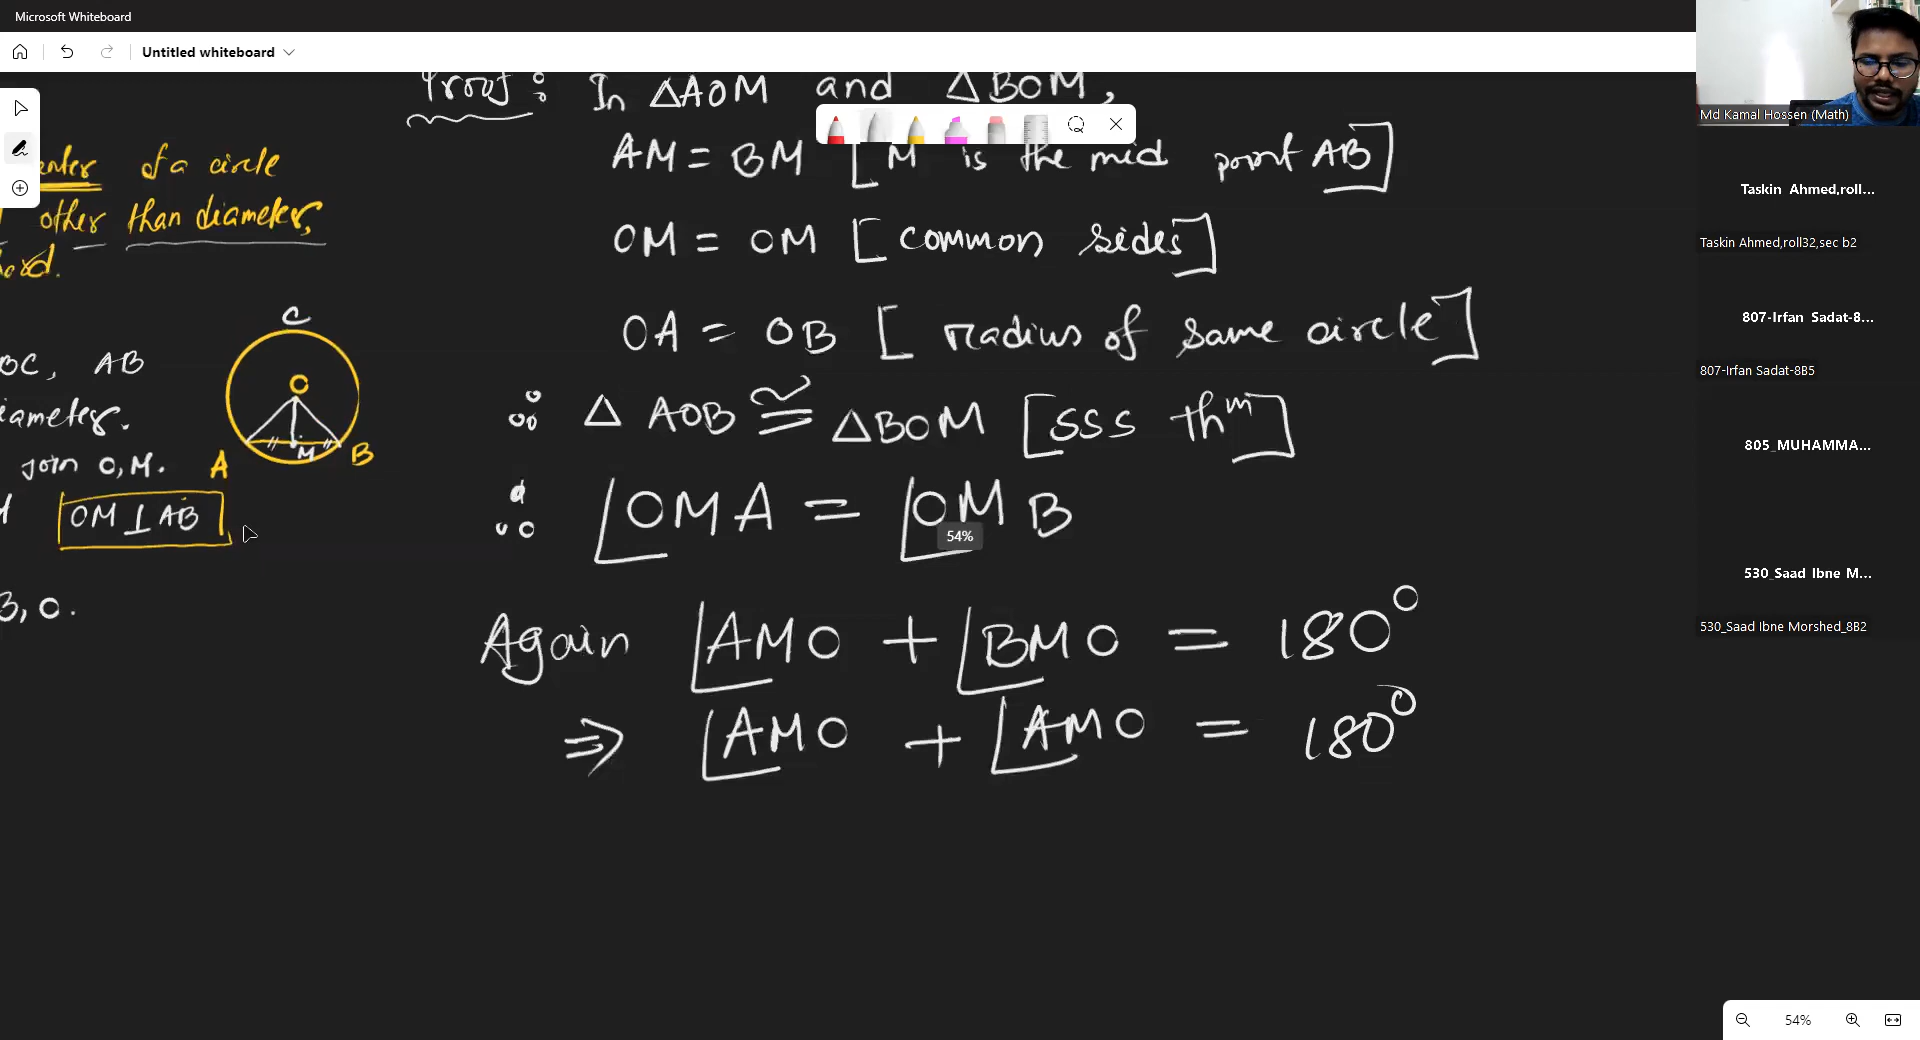 Microsoft Whiteboard
Untitled whiteboard
Md Kamal Hossen (Math)
Taskin Ahmed,roll...
Taskin Ahmed,roll32,sec b2
807-Irfan Sadat-8...
807-Irfan Sadat-8B5
805_MUHAMMA...
530_Saad Ibne M...
530_Saad Ibne Morshed_8B2
of a circle
other than diameter,
OC, AB
join O,M.
OM ⊥ AB
B, O.
C
O
M
A
B
Proof: In △AOM and △BOM,
AM = BM [M is the mid point AB]
OM = OM [common sides]
OA = OB [radius of same circle]
∴ △ AOB ≅ △BOM [SSS thm]
∴ ∠OMA = ∠OMB
54%
Again ∠AMO + ∠BMO = 180°
⇒ ∠AMO + ∠AMO = 180°
54%